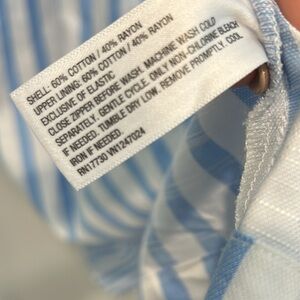 SHELL: 60% COTTON / 40% RAYON
UPPER LINING: 60% COTTON / 40% RAYON
EXCLUSIVE OF ELASTIC
CLOSE ZIPPER BEFORE WASH. MACHINE WASH COLD
SEPARATELY. GENTLE CYCLE. ONLY NON-CHLORINE BLEACH
IF NEEDED. TUMBLE DRY LOW. REMOVE PROMPTLY. COOL
IRON IF NEEDED.
RN17730 VN1247024